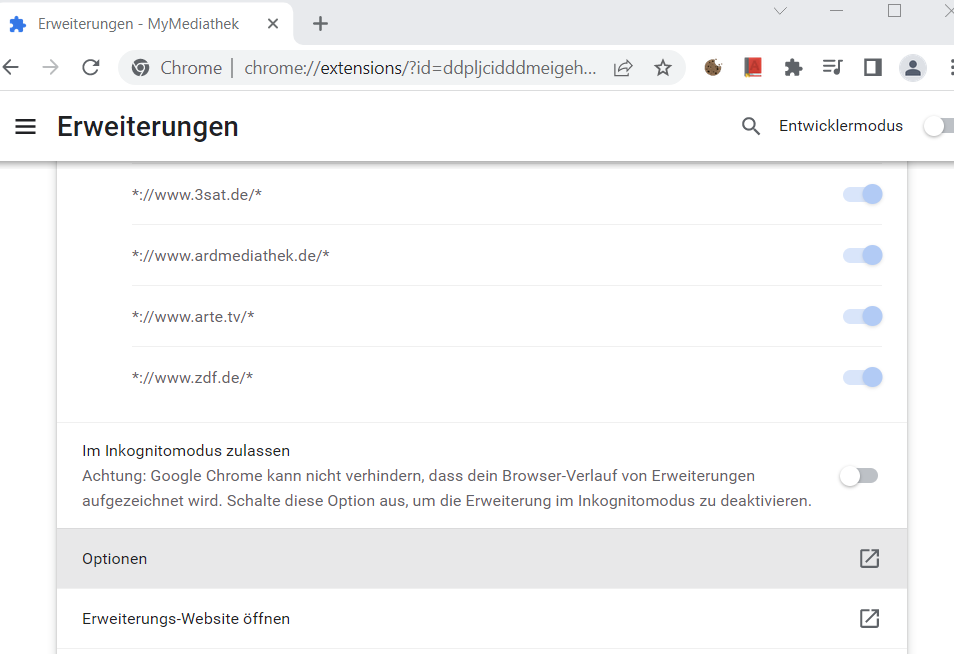 Erweiterungen - MyMediathek
Chrome | chrome://extensions/?id=ddpljcidddmeigeh...
Erweiterungen
Entwicklermodus
*://www.3sat.de/*
*://www.ardmediathek.de/*
*://www.arte.tv/*
*://www.zdf.de/*
Im Inkognitomodus zulassen
Achtung: Google Chrome kann nicht verhindern, dass dein Browser-Verlauf von Erweiterungen
aufgezeichnet wird. Schalte diese Option aus, um die Erweiterung im Inkognitomodus zu deaktivieren.
Optionen
Erweiterungs-Website öffnen